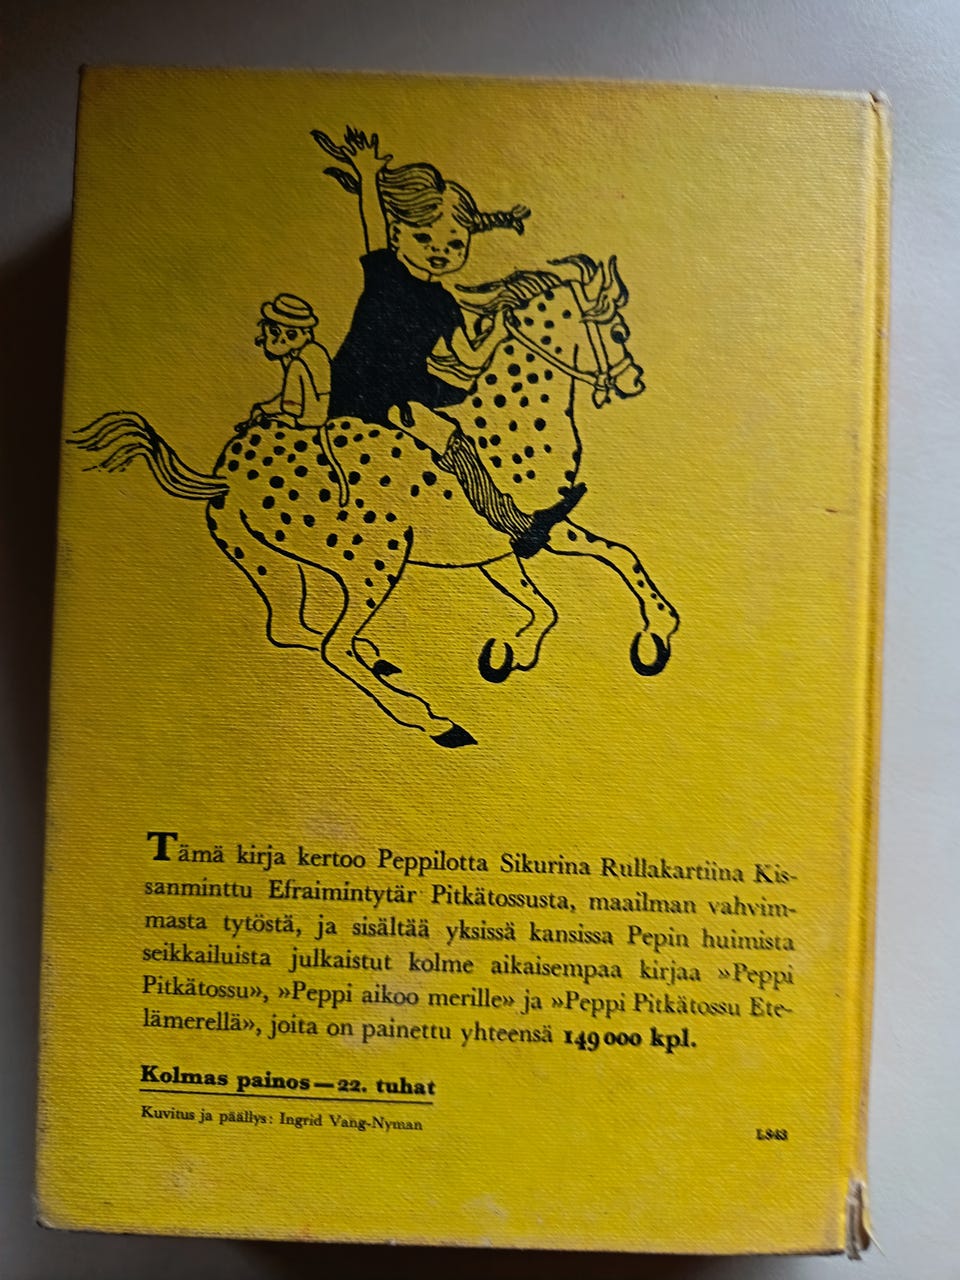 Tämä kirja kertoo Peppilotta Sikurina Rullakartiina Kis-
sanminttu Efraimintytär Pitkätossusta, maailman vahvim-
masta tytöstä, ja sisältää yksissä kansissa Pepin huimista
seikkailuista julkaistut kolme aikaisempaa kirjaa »Peppi
Pitkätossu», »Peppi aikoo merille» ja »Peppi Pitkätossu Ete-
lämerellä», joita on painettu yhteensä 149 000 kpl.
Kolmas painos — 22. tuhat
Kuvitus ja päällys: Ingrid Vang-Nyman